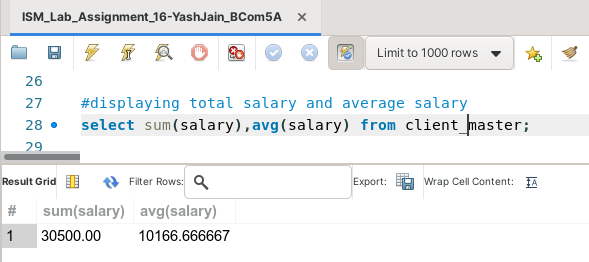 ISM_Lab_Assignment_16-YashJain_BCom5A ×
Limit to 1000 rows
26
27 #displaying total salary and average salary
28 select sum(salary),avg(salary) from client_master;
29
Result Grid Filter Rows: Export: Wrap Cell Content:
# sum(salary) avg(salary)
1 30500.00 10166.666667